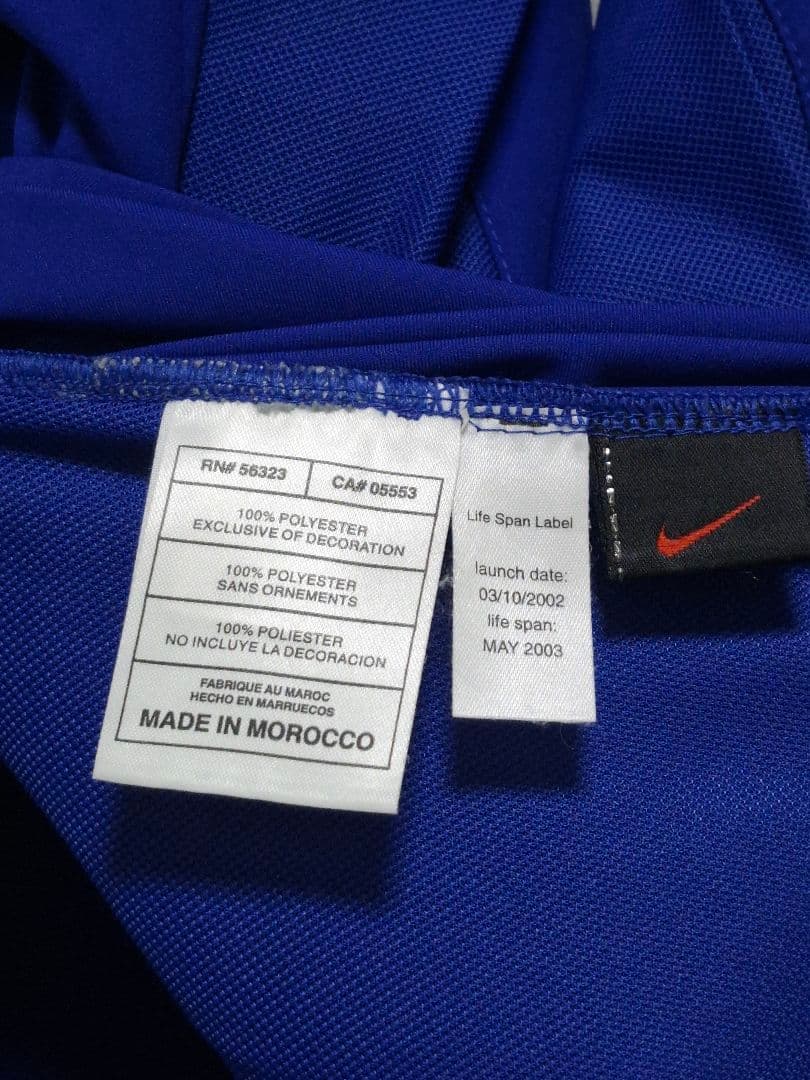 RN# 56323
CA# 05553
100% POLYESTER
EXCLUSIVE OF DECORATION
100% POLYESTER
SANS ORNEMENTS
100% POLIESTER
NO INCLUYE LA DECORACION
FABRIQUE AU MAROC
HECHO EN MARRUECOS
MADE IN MOROCCO
Life Span Label
launch date:
03/10/2002
life span:
MAY 2003